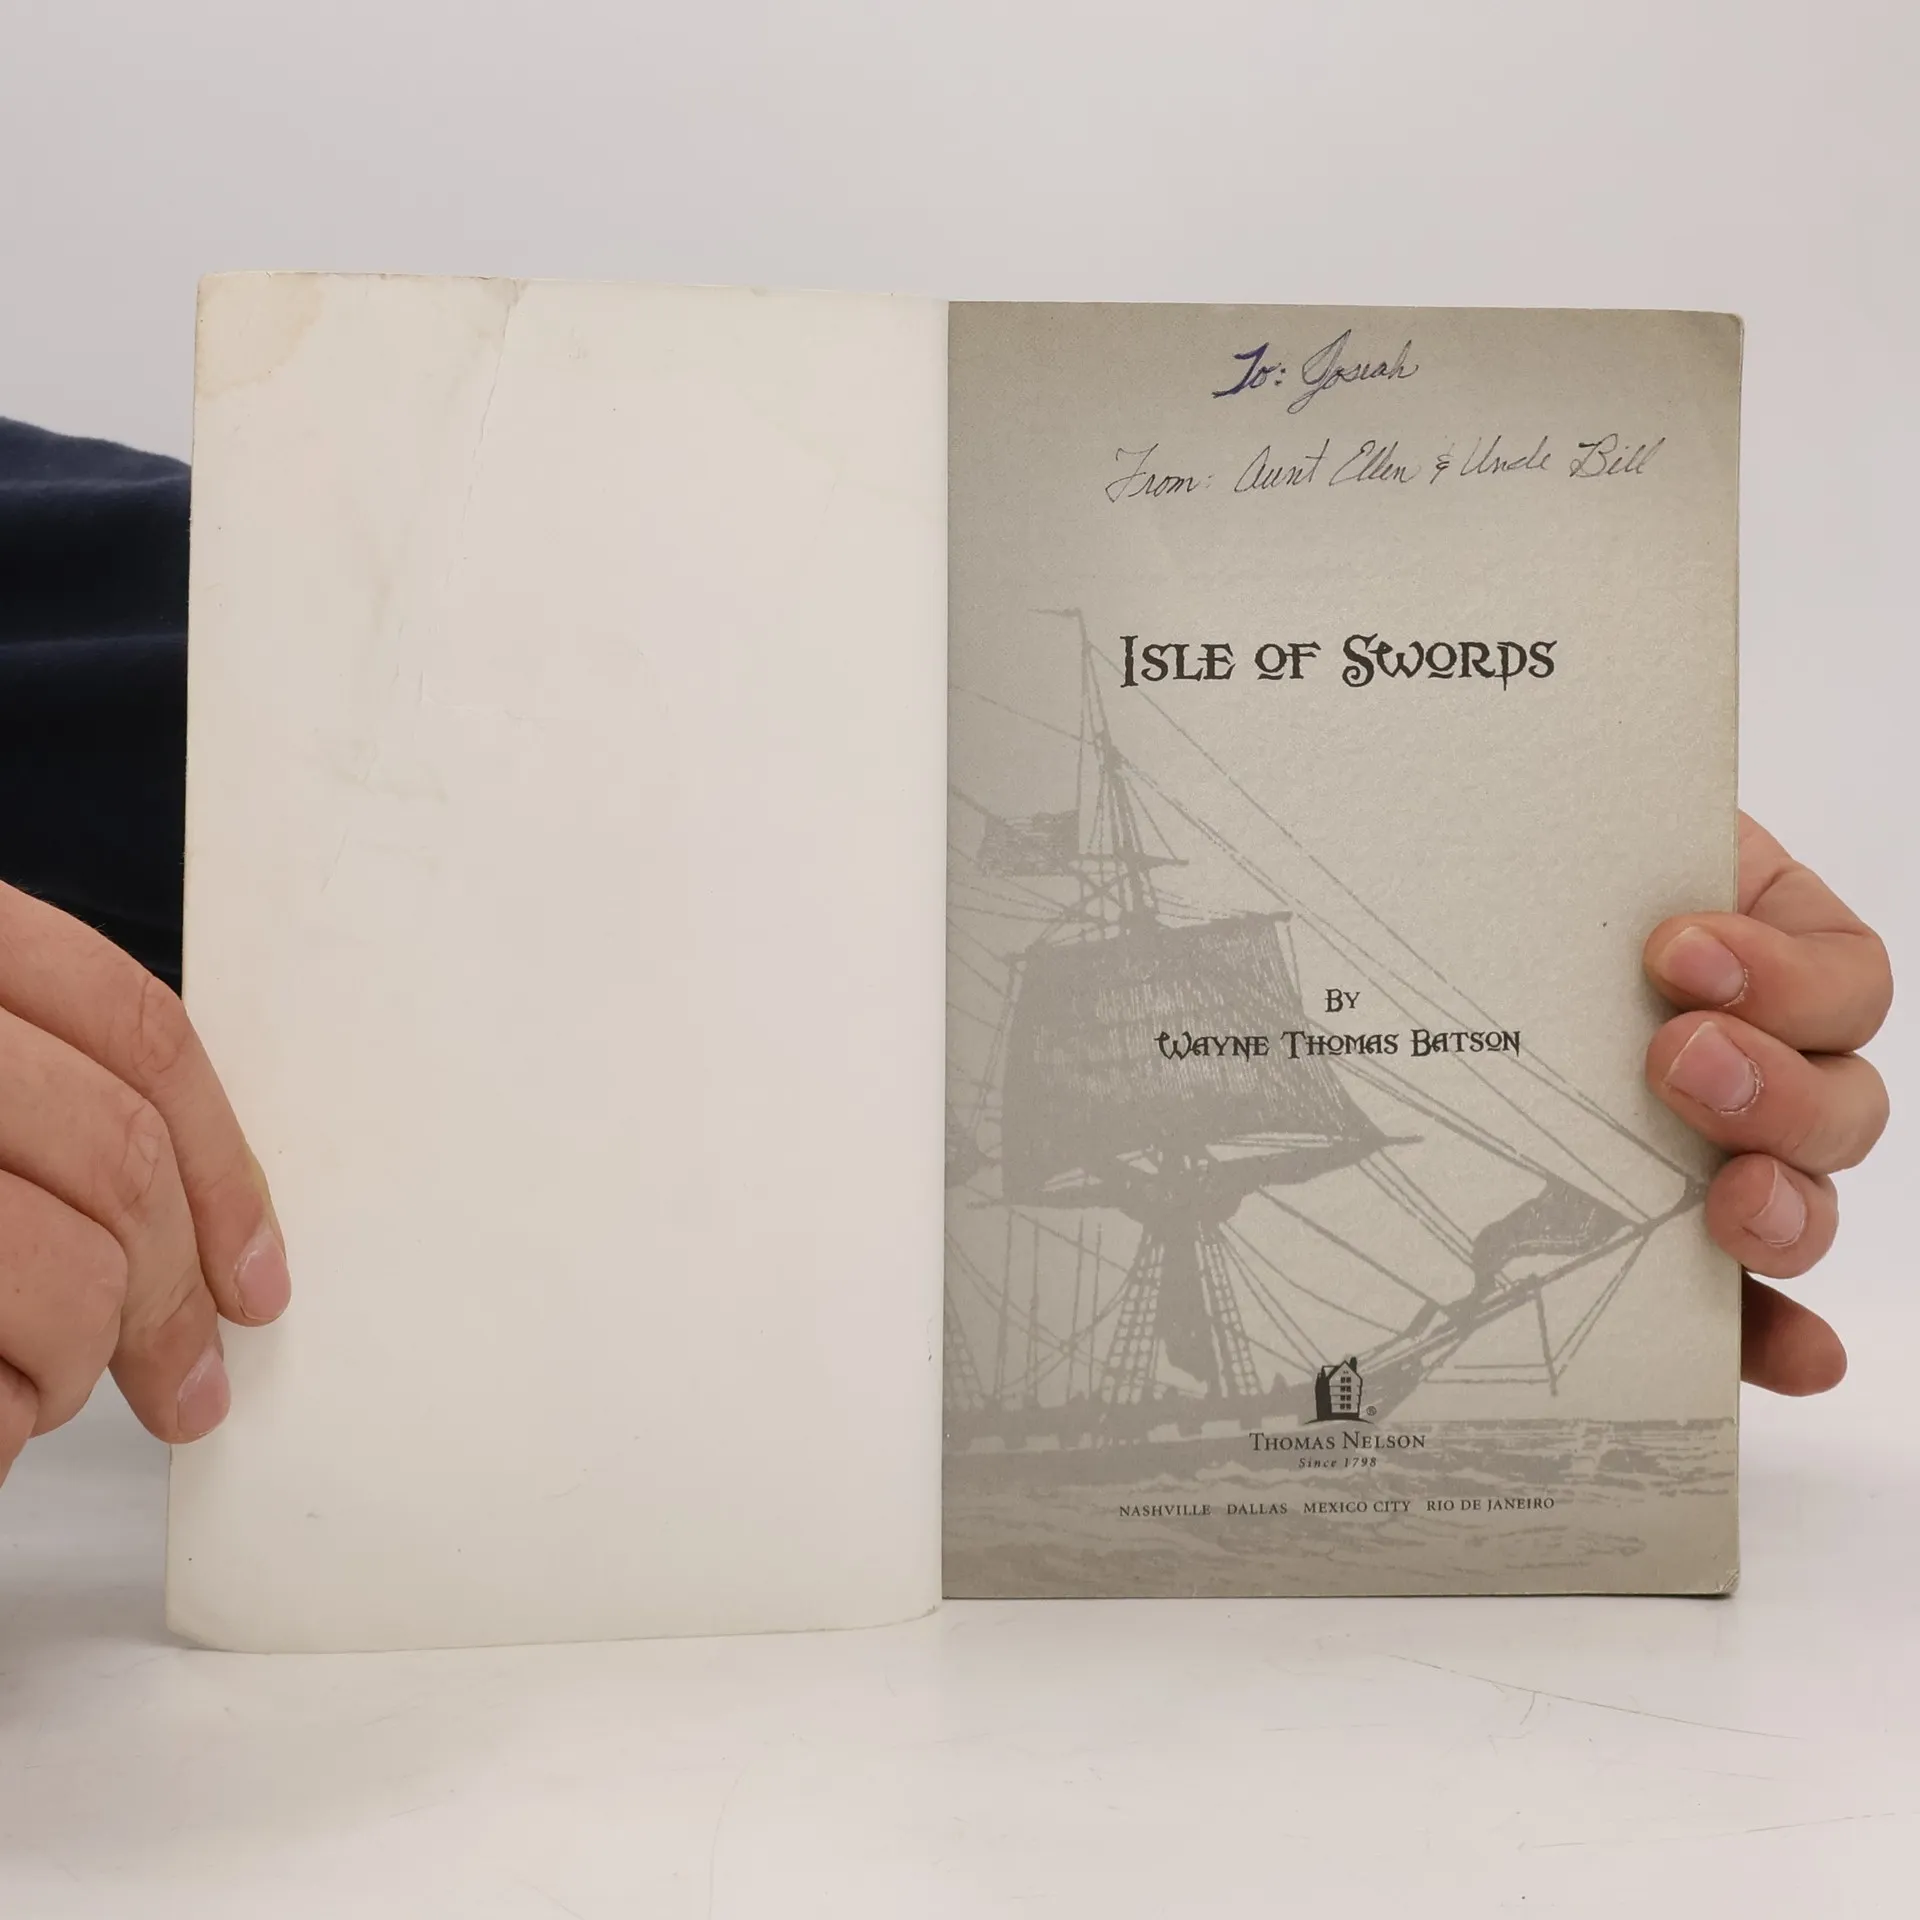 To: Josiah
From: Aunt Ellen & Uncle Bill
ISLE OF SWORDS
BY
WAYNE THOMAS BATSON
®
THOMAS NELSON
Since 1798
NASHVILLE DALLAS MEXICO CITY RIO DE JANEIRO